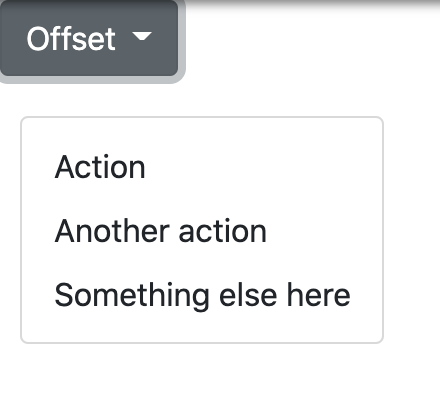 Offset
Action
Another action
Something else here